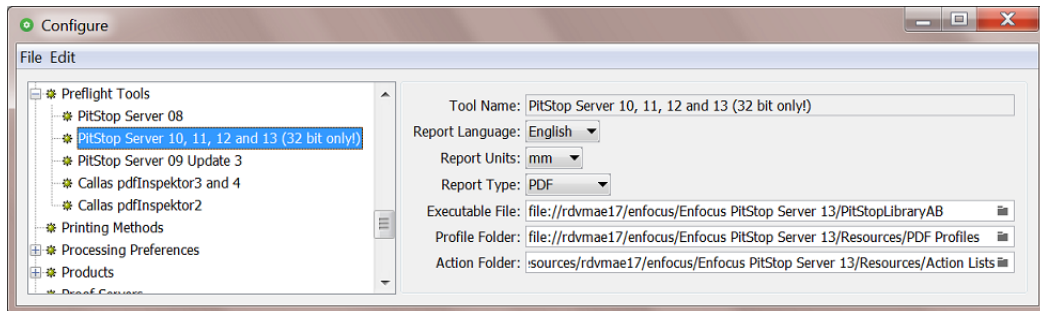 Configure
File Edit
Preflight Tools
PitStop Server 08
PitStop Server 10, 11, 12 and 13 (32 bit only!)
PitStop Server 09 Update 3
Callas pdfInspektor3 and 4
Callas pdfInspektor2
Printing Methods
Processing Preferences
Products
Proof Servers
Tool Name: PitStop Server 10, 11, 12 and 13 (32 bit only!)
Report Language: English
Report Units: mm
Report Type: PDF
Executable File: file://rdvmae17/enfocus/Enfocus PitStop Server 13/PitStopLibraryAB
Profile Folder: file://rdvmae17/enfocus/Enfocus PitStop Server 13/Resources/PDF Profiles
Action Folder: esources/rdvmae17/enfocus/Enfocus PitStop Server 13/Resources/Action Lists